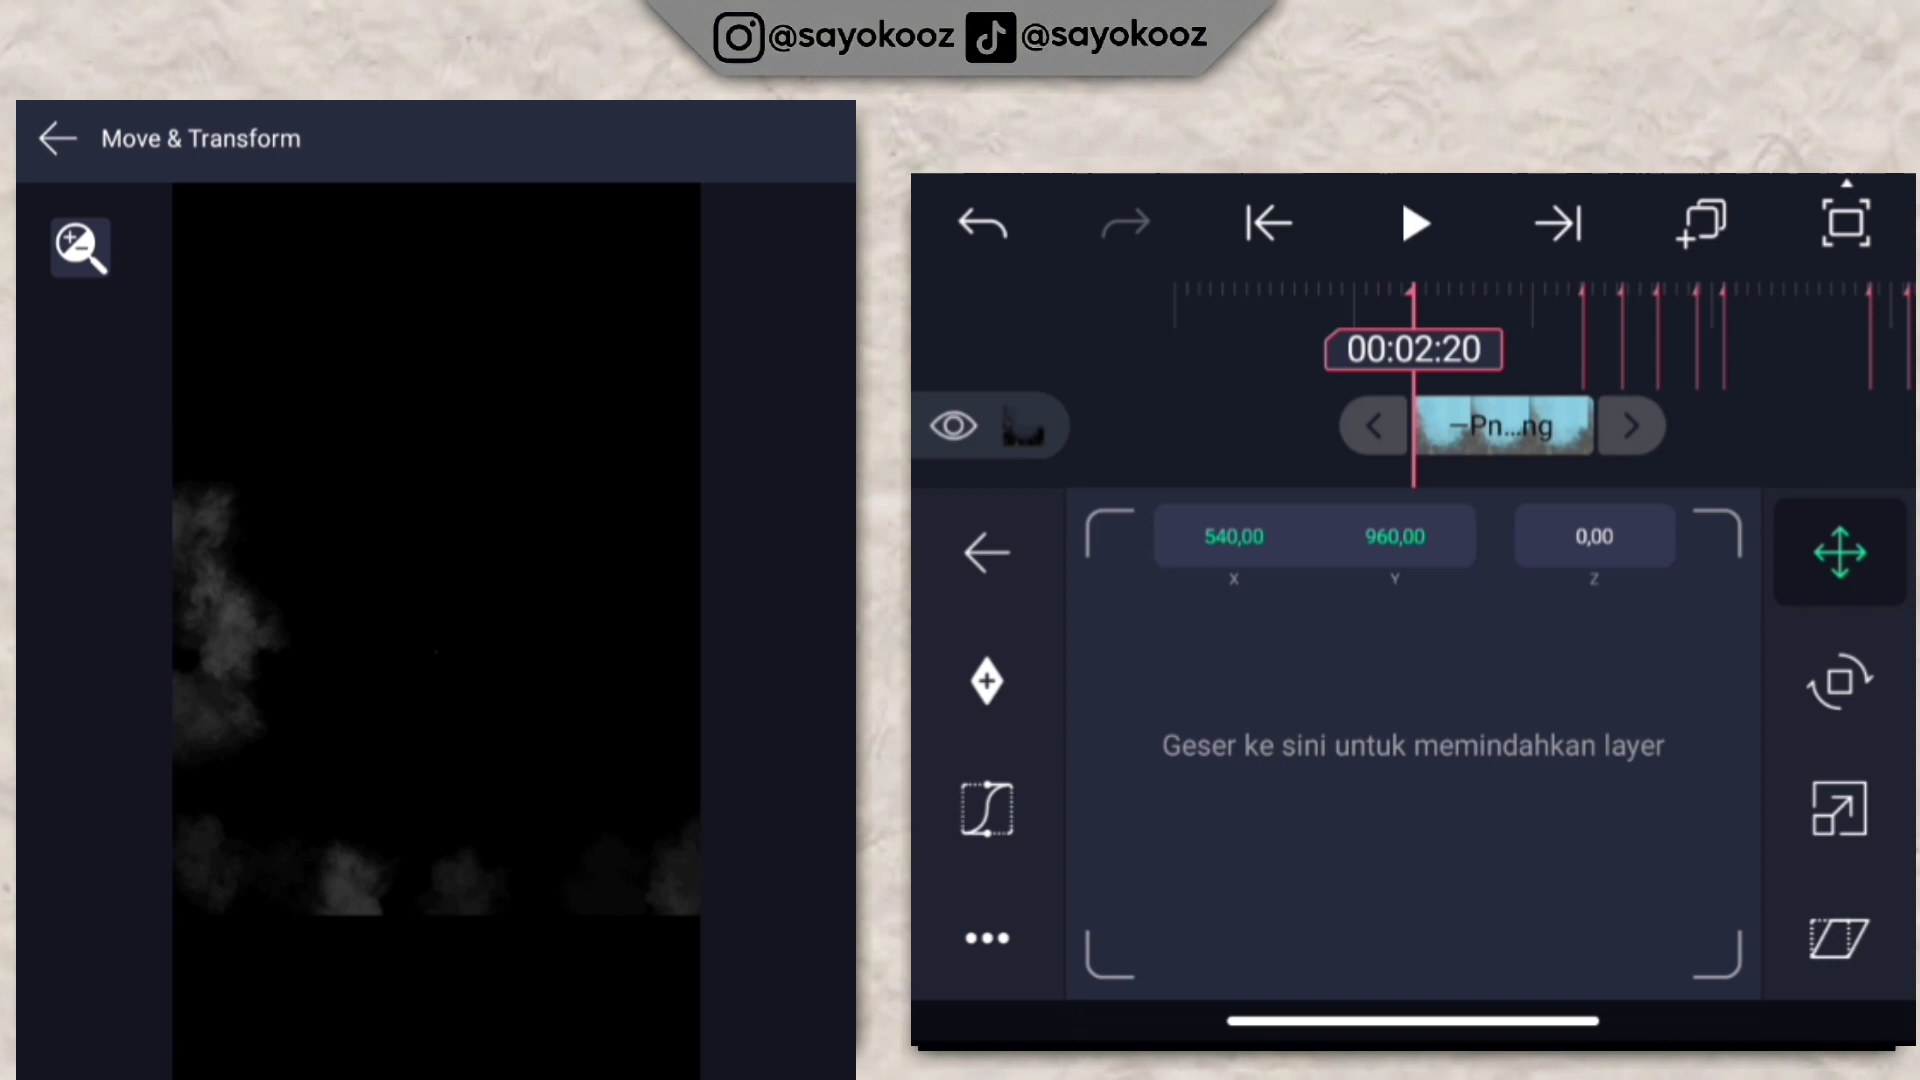 @sayokooz @sayokooz
Move & Transform
00:02:20
—Pn...ng
540,00 960,00 0,00
X Y Z
Geser ke sini untuk memindahkan layer